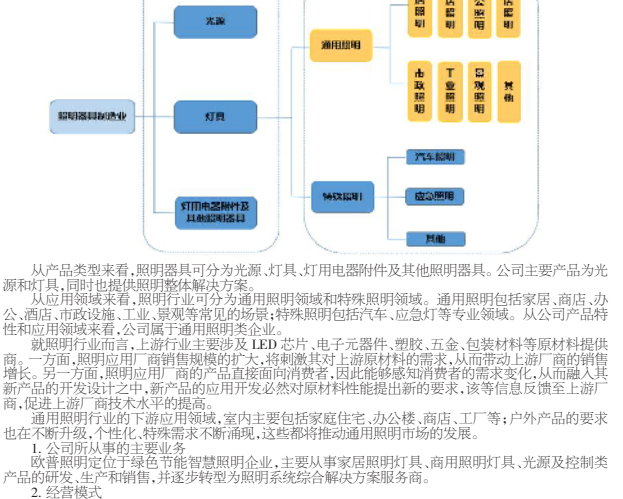 光源
通用照明
照明器具制造业
灯具
市政照明
工业照明
景观照明
其他
汽车照明
特殊照明
应急照明
灯用电器附件及
其他照明器具
其他
从产品类型来看,照明器具可分为光源、灯具、灯用电器附件及其他照明器具。公司主要产品为光
源和灯具,同时也提供照明整体解决方案。
从应用领域来看,照明行业可分为通用照明领域和特殊照明领域。通用照明包括家居、商店、办
公、酒店、市政设施、工业、景观等常见的场景;特殊照明包括汽车、应急灯等专业领域。从公司产品特
性和应用领域来看,公司属于通用照明类企业。
就照明行业而言,上游行业主要涉及 LED 芯片、电子元器件、塑胶、五金、包装材料等原材料提供
商。一方面,照明应用厂商销售规模的扩大,将刺激其对上游原材料的需求,从而带动上游厂商的销售
增长。另一方面,照明应用厂商的产品直接面向消费者,因此能够感知消费者的需求变化,从而融入其
新产品的开发设计之中,新产品的应用开发必然对原材料性能提出新的要求,该等信息反馈至上游厂
商,促进上游厂商技术水平的提高。
通用照明行业的下游应用领域,室内主要包括家庭住宅、办公楼、商店、工厂等;户外产品的要求
也在不断升级,个性化、特殊需求不断涌现,这些都将推动通用照明市场的发展。
1. 公司所从事的主要业务
欧普照明定位于绿色节能智慧照明企业,主要从事家居照明灯具、商用照明灯具、光源及控制类
产品的研发、生产和销售,并逐步转型为照明系统综合解决方案服务商。
2. 经营模式